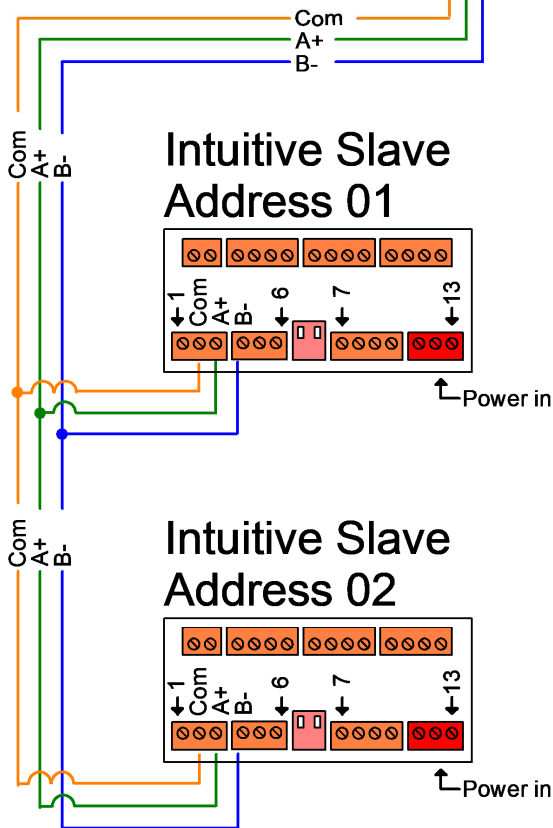 Com
A+
B-
Com
A+
B-
Intuitive Slave
Address 01
1
Com
A+
B-
6
7
13
Power in
Com
A+
B-
Intuitive Slave
Address 02
1
Com
A+
B-
6
7
13
Power in